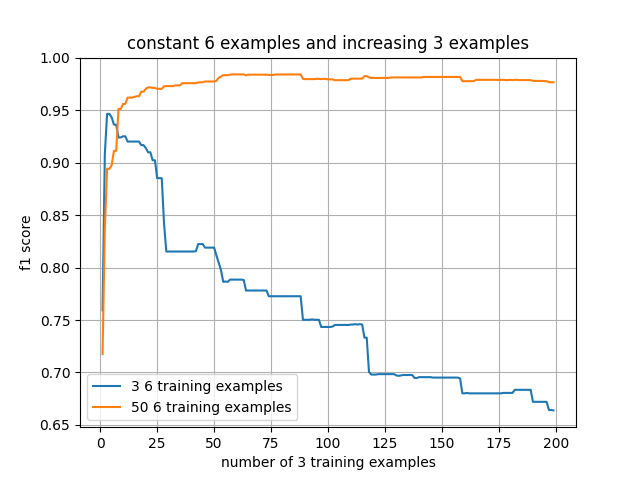 constant 6 examples and increasing 3 examples
1.00
0.95
0.90
0.85
0.80
0.75
0.70
0.65
f1 score
3 6 training examples
50 6 training examples
0 25 50 75 100 125 150 175 200
number of 3 training examples